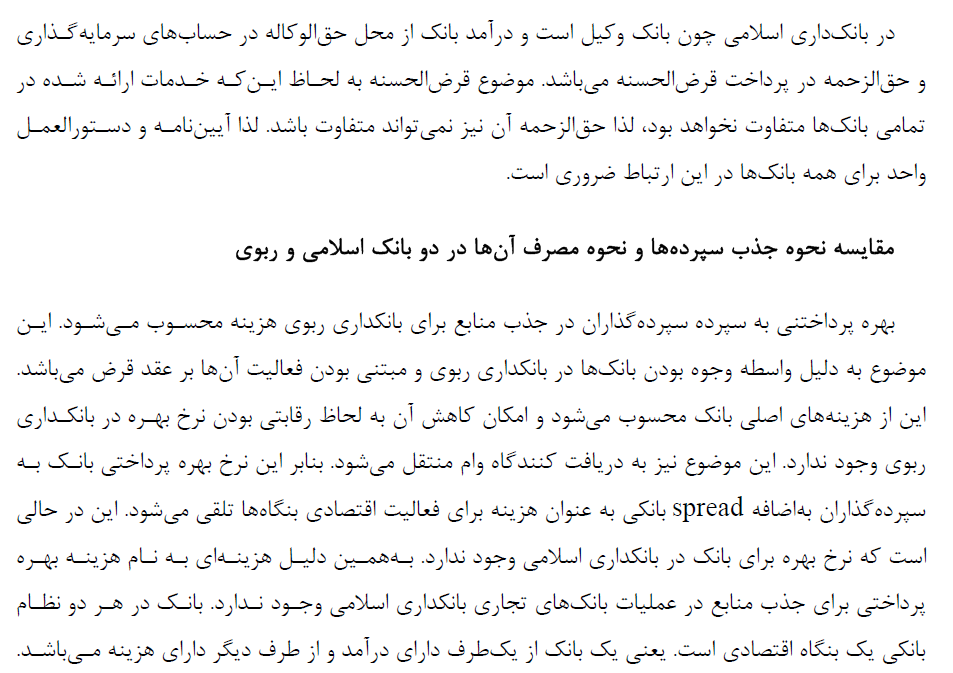 در بانک‌داری اسلامی چون بانک وکیل است و درآمد بانک از محل حق‌الوکاله در حساب‌های سرمایه‌گذاری
و حق‌الزحمه در پرداخت قرض‌الحسنه می‌باشد. موضوع قرض‌الحسنه به لحاظ این‌که خدمات ارائه شده در
تمامی بانک‌ها متفاوت نخواهد بود، لذا حق‌الزحمه آن نیز نمی‌تواند متفاوت باشد. لذا آیین‌نامه و دستورالعمل
واحد برای همه بانک‌ها در این ارتباط ضروری است.
مقایسه نحوه جذب سپرده‌ها و نحوه مصرف آن‌ها در دو بانک اسلامی و ربوی
بهره پرداختنی به سپرده سپرده‌گذاران در جذب منابع برای بانکداری ربوی هزینه محسوب می‌شود. این
موضوع به دلیل واسطه وجوه بودن بانک‌ها در بانکداری ربوی و مبتنی بودن فعالیت آن‌ها بر عقد قرض می‌باشد.
این از هزینه‌های اصلی بانک محسوب می‌شود و امکان کاهش آن به لحاظ رقابتی بودن نرخ بهره در بانکداری
ربوی وجود ندارد. این موضوع نیز به دریافت کنندگاه وام منتقل می‌شود. بنابر این نرخ بهره پرداختی بانک به
سپرده‌گذاران به‌اضافه spread بانکی به عنوان هزینه برای فعالیت اقتصادی بنگاه‌ها تلقی می‌شود. این در حالی
است که نرخ بهره برای بانک در بانکداری اسلامی وجود ندارد. به‌همین دلیل هزینه‌ای به نام هزینه بهره
پرداختی برای جذب منابع در عملیات بانک‌های تجاری بانکداری اسلامی وجود ندارد. بانک در هر دو نظام
بانکی یک بنگاه اقتصادی است. یعنی یک بانک از یک‌طرف دارای درآمد و از طرف دیگر دارای هزینه می‌باشد.